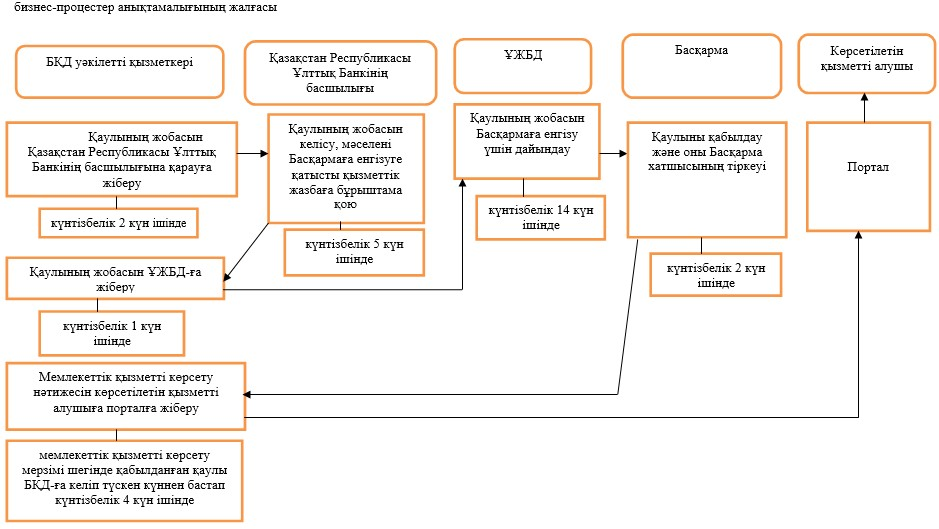 бизнес-процестер анықтамалығының жалғасы
БҚД уәкілетті қызметкері
Қазақстан Республикасы
Ұлттық Банкінің
басшылығы
ҰЖБД
Басқарма
Көрсетілетін
қызметті алушы
Қаулының жобасын
Қазақстан Республикасы Ұлттық
Банкінің басшылығына қарауға
жіберу
күнтізбелік 2 күн ішінде
Қаулының жобасын
келісу, мәселені
Басқармаға енгізуге
қатысты қызметтік
жазбаға бұрыштама
қою
күнтізбелік 5 күн
ішінде
Қаулының жобасын
Басқармаға енгізу
үшін дайындау
күнтізбелік 14 күн
ішінде
Қаулыны қабылдау
және оны Басқарма
хатшысының тіркеуі
күнтізбелік 2 күн
ішінде
Портал
Қаулының жобасын ҰЖБД-ға
жіберу
күнтізбелік 1 күн
ішінде
Мемлекеттік қызметті көрсету
нәтижесін көрсетілетін қызметті
алушыға порталға жіберу
мемлекеттік қызметті көрсету
мерзімі шегінде қабылданған қаулы
БҚД-ға келіп түскен күннен бастап
күнтізбелік 4 күн ішінде